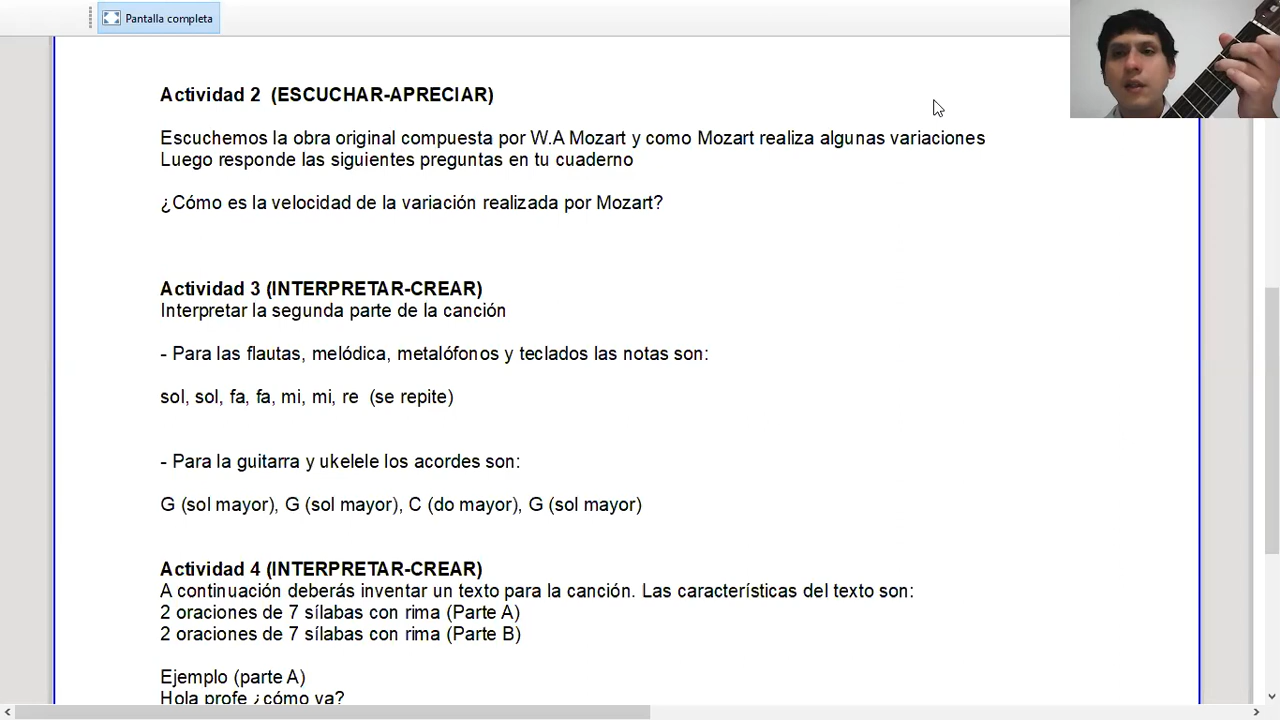 Pantalla completa
Actividad 2 (ESCUCHAR-APRECIAR)
Escuchemos la obra original compuesta por W.A Mozart y como Mozart realiza algunas variaciones
Luego responde las siguientes preguntas en tu cuaderno
¿Cómo es la velocidad de la variación realizada por Mozart?
Actividad 3 (INTERPRETAR-CREAR)
Interpretar la segunda parte de la canción
- Para las flautas, melódica, metalófonos y teclados las notas son:
sol, sol, fa, fa, mi, mi, re (se repite)
- Para la guitarra y ukelele los acordes son:
G (sol mayor), G (sol mayor), C (do mayor), G (sol mayor)
Actividad 4 (INTERPRETAR-CREAR)
A continuación deberás inventar un texto para la canción. Las características del texto son:
2 oraciones de 7 sílabas con rima (Parte A)
2 oraciones de 7 sílabas con rima (Parte B)
Ejemplo (parte A)
Hola profe ¿cómo va?